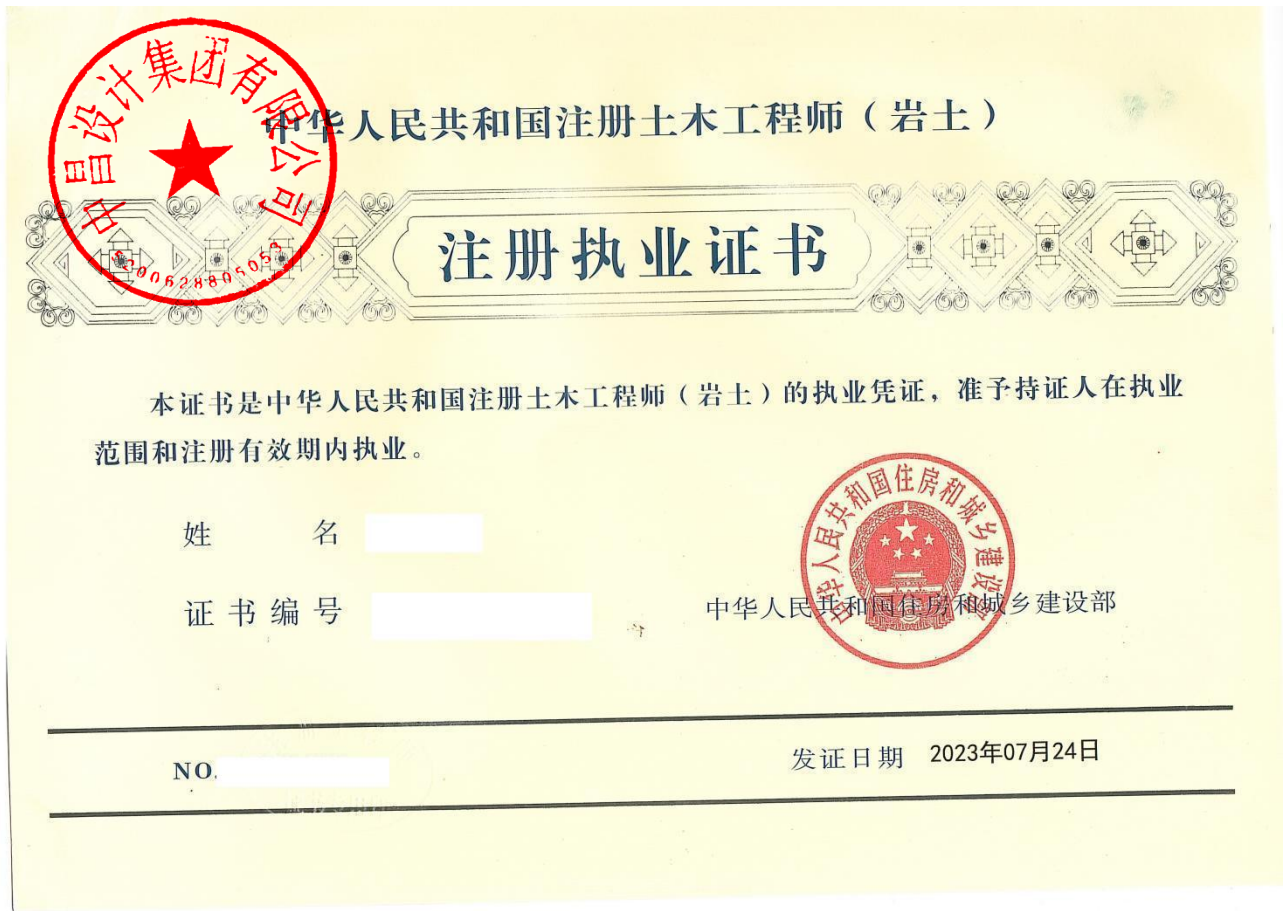 中昌设计集团有限公司
中华人民共和国注册土木工程师（岩土）
注册执业证书
本证书是中华人民共和国注册土木工程师（岩土）的执业凭证，准予持证人在执业
范围和注册有效期内执业。
姓 名
中华人民共和国住房和城乡建设部
证书编号
中华人民共和国住房和城乡建设部
NO.
发证日期 2023年07月24日